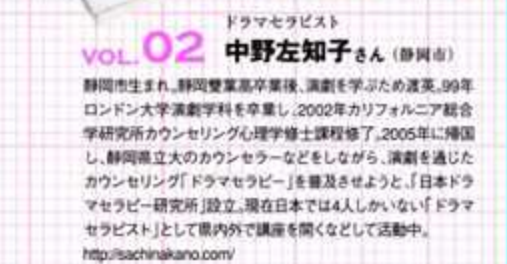 ドラマセラピスト
VOL.02 中野左知子さん(静岡市)
静岡市生まれ。静岡雙葉高卒業後、演劇を学ぶため渡英。99年
ロンドン大学演劇学科を卒業し、2002年カリフォルニア総合
学研究所カウンセリング心理学修士課程修了。2005年に帰国
し、静岡県立大のカウンセラーなどをしながら、演劇を通じた
カウンセリング「ドラマセラピー」を普及させようと、「日本ドラ
マセラピー研究所」設立。現在日本では4人しかいない「ドラマ
セラピスト」として県内外で講座を開くなどして活動中。
http://sachinakano.com/